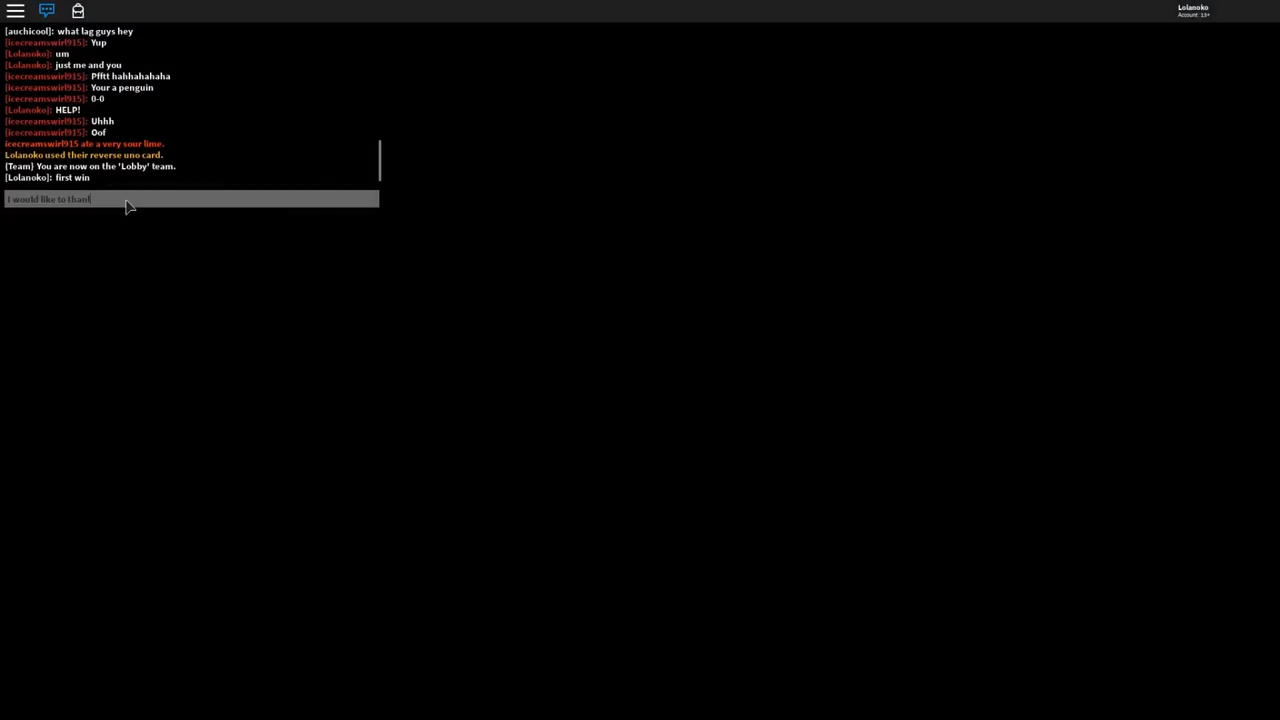 Lolanoko
Account: 13+
[auchicool]: what lag guys hey
[icecreamswirl915]: Yup
[Lolanoko]: um
[Lolanoko]: just me and you
[icecreamswirl915]: Pfftt hahhahahaha
[icecreamswirl915]: Your a penguin
[icecreamswirl915]: 0-0
[Lolanoko]: HELP!
[icecreamswirl915]: Uhhh
[icecreamswirl915]: Oof
icecreamswirl915 ate a very sour lime.
Lolanoko used their reverse uno card.
{Team} You are now on the 'Lobby' team.
[Lolanoko]: first win
I would like to thanl